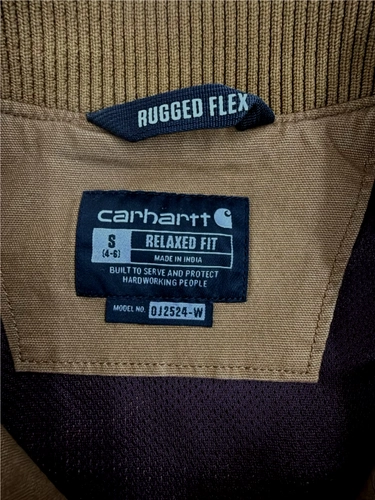 RUGGED FLEX
carhartt
S
(4-6)
RELAXED FIT
MADE IN INDIA
BUILT TO SERVE AND PROTECT
HARDWORKING PEOPLE
MODEL NO. OJ2524-W